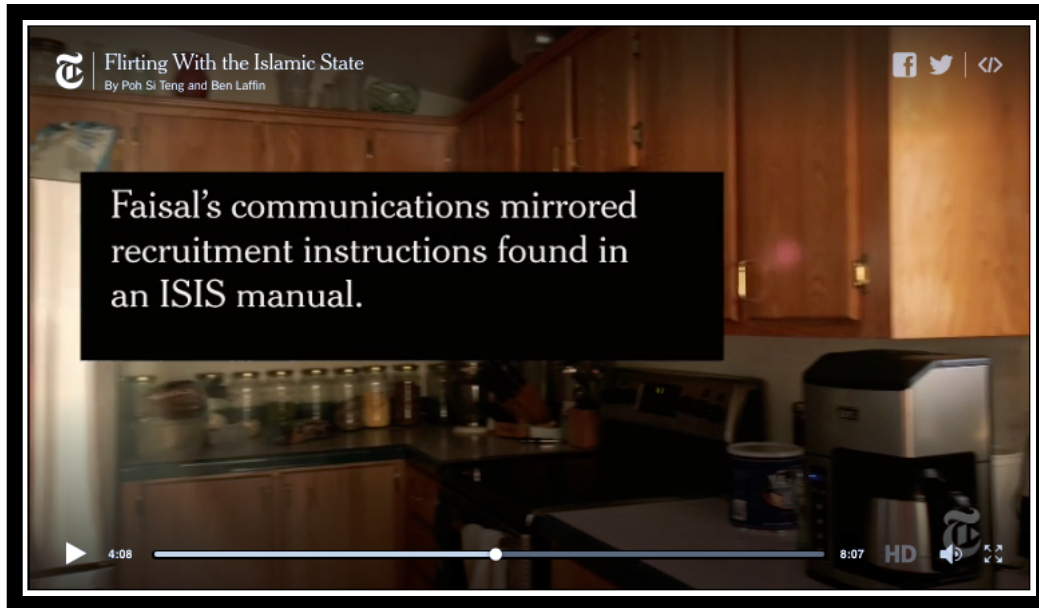 Flirting With the Islamic State
By Poh Si Teng and Ben Laffin
Faisal's communications mirrored
recruitment instructions found in
an ISIS manual.
4:08
8:07
HD